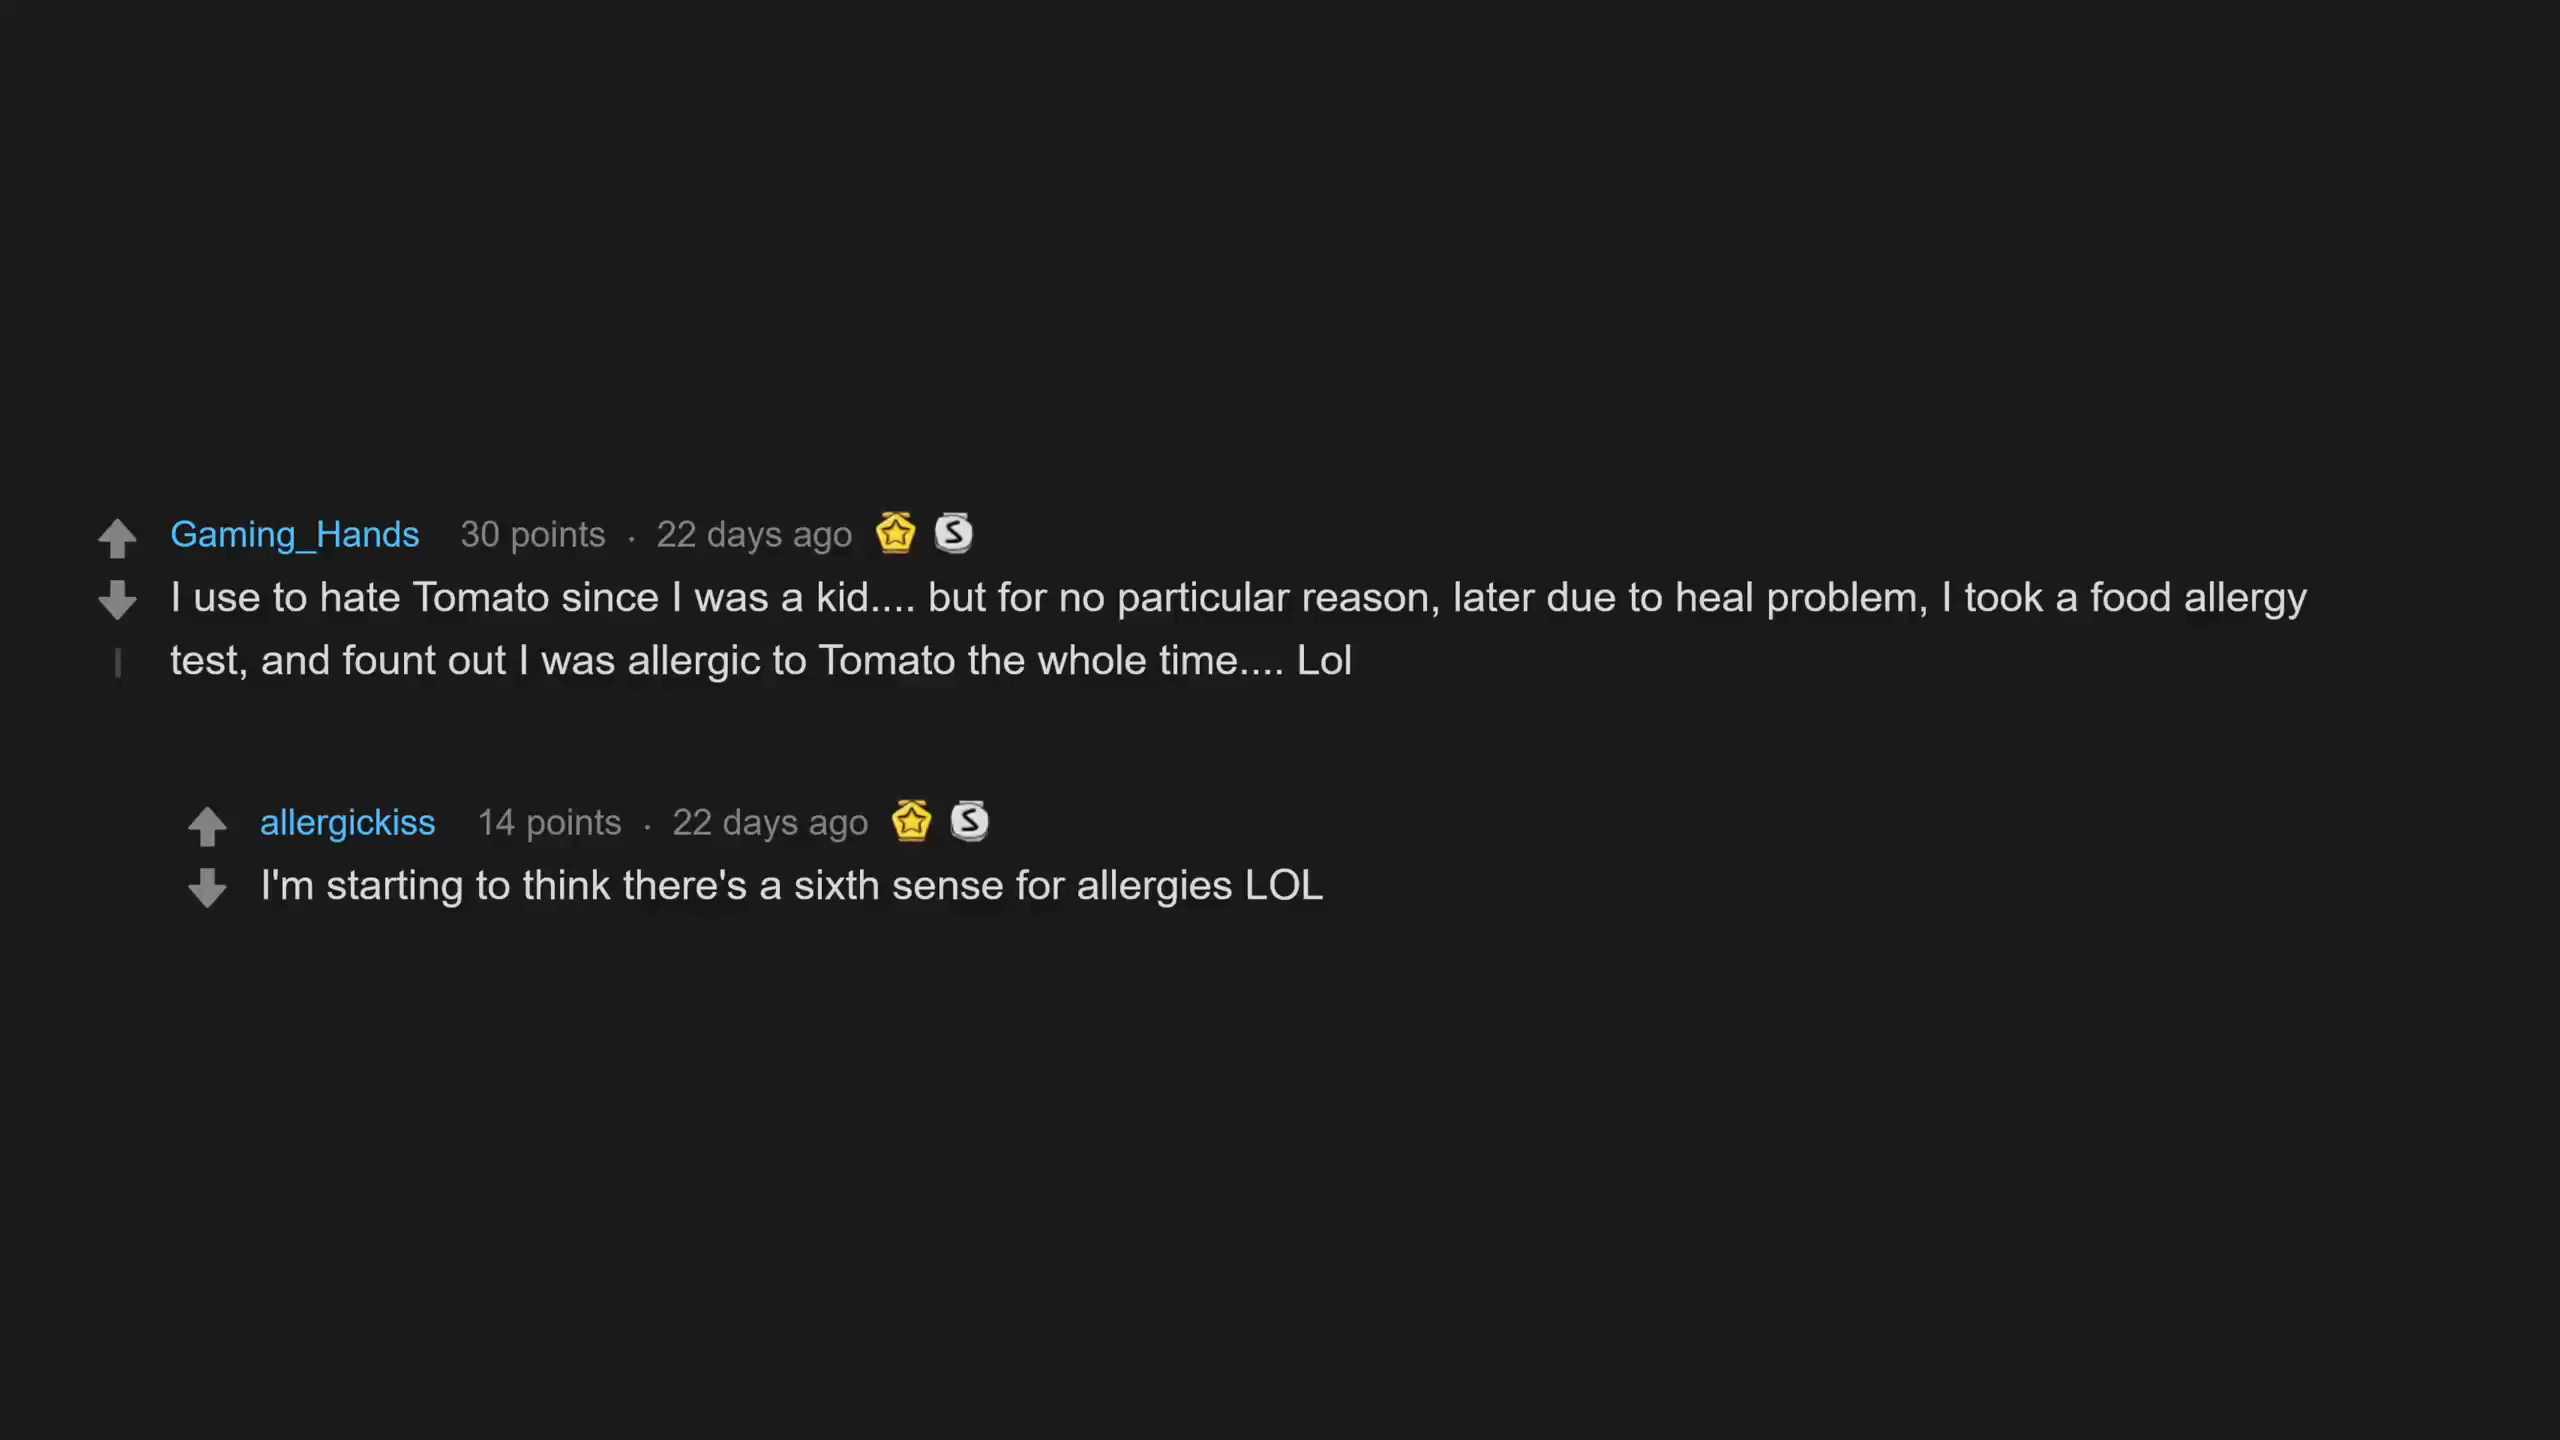 Gaming_Hands 30 points · 22 days ago
I use to hate Tomato since I was a kid.... but for no particular reason, later due to heal problem, I took a food allergy
test, and fount out I was allergic to Tomato the whole time.... Lol
allergickiss 14 points · 22 days ago
I'm starting to think there's a sixth sense for allergies LOL